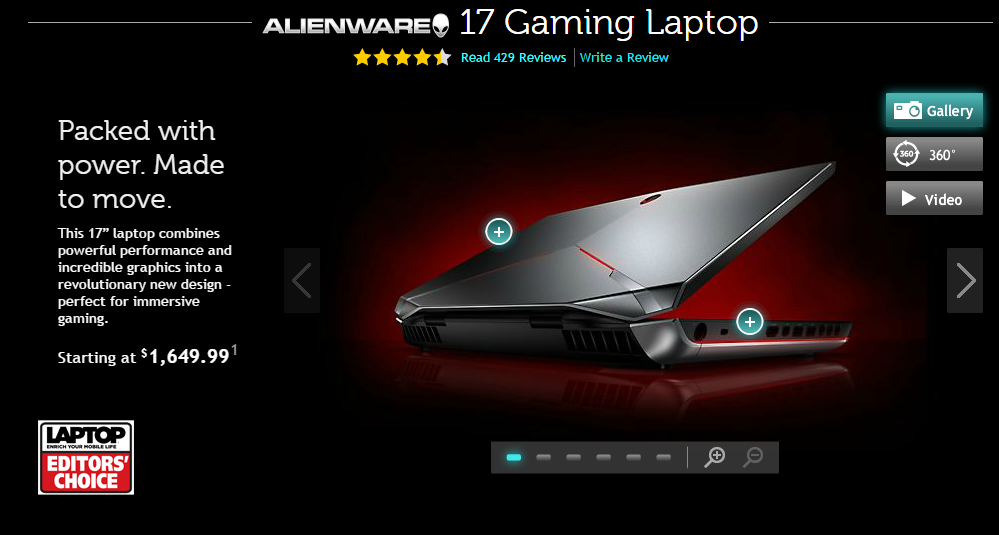 ALIENWARE 17 Gaming Laptop
Read 429 Reviews Write a Review
Gallery
360 360°
Video
Packed with
power. Made
to move.
This 17” laptop combines
powerful performance and
incredible graphics into a
revolutionary new design -
perfect for immersive
gaming.
Starting at $1,649.99¹
LAPTOP
ENRICH YOUR MOBILE LIFE
EDITORS'
CHOICE